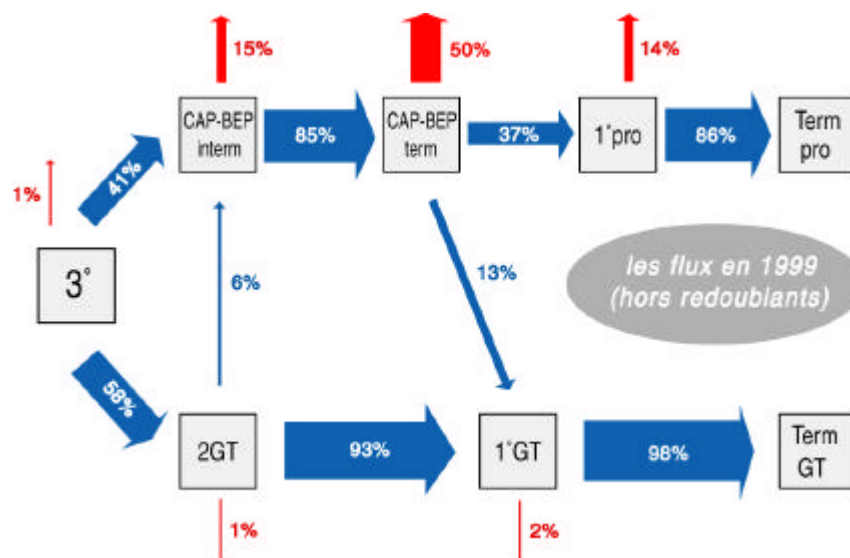 15%
50%
14%
CAP-BEP
interm
85%
CAP-BEP
term
37%
1°pro
86%
Term
pro
1%
41%
3°
6%
13%
les flux en 1999
(hors redoublants)
58%
2GT
93%
1°GT
98%
Term
GT
1%
2%